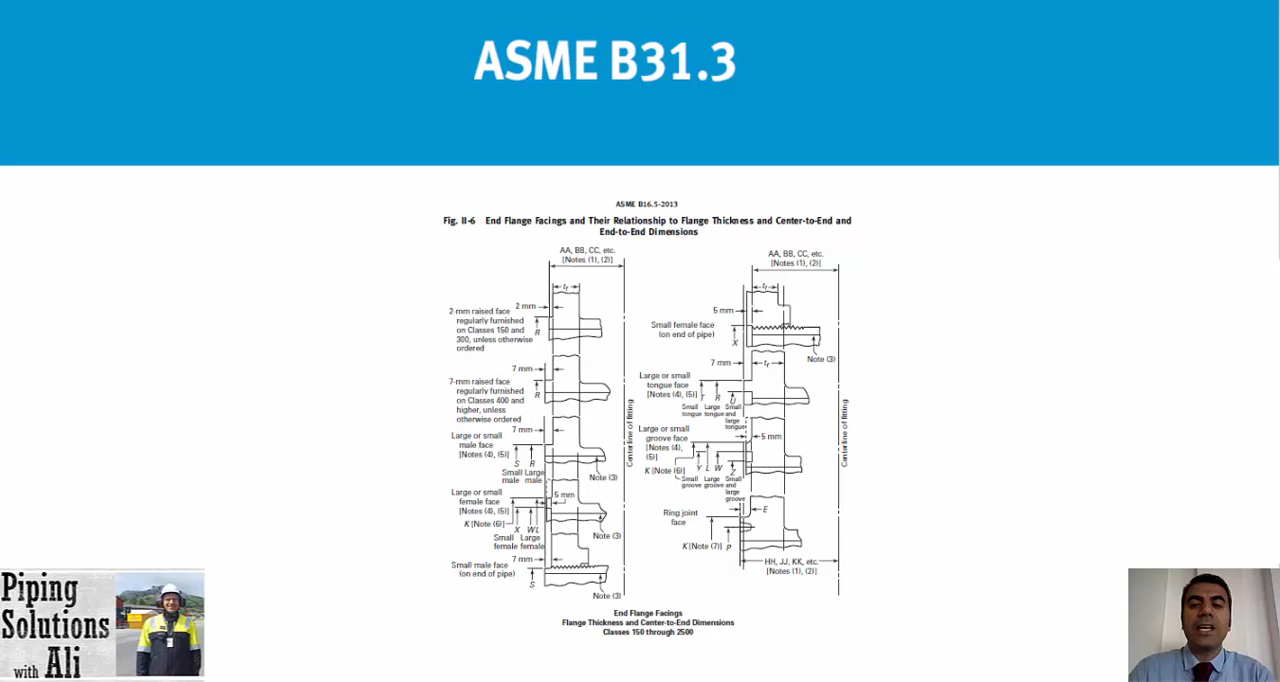 ASME B31.3
ASME B16.5-2013
Fig. II-6 End Flange Facings and Their Relationship to Flange Thickness and Center-to-End and
End-to-End Dimensions
AA, BB, CC, etc.
[Notes (1), (2)]
tf
2 mm
2-mm raised face
regularly furnished
on Classes 150 and
300, unless otherwise
ordered
R
7 mm
7-mm raised face
regularly furnished
on Classes 400 and
higher, unless
otherwise ordered
R
7 mm
Large or small
male face
[Notes (4), (5)]
S R
Small Large
male male
Note (3)
5 mm
Large or small
female face
[Notes (4), (5)]
K [Note (6)]
X W L
Small Large
female female
Note (3)
7 mm
Small male face
(on end of pipe)
S
Note (3)
Centerline of fitting
AA, BB, CC, etc.
[Notes (1), (2)]
tf
5 mm
Small female face
(on end of pipe)
X
Note (3)
7 mm
tf
Large or small
tongue face
[Notes (4), (5)]
T R U
Small Large Small
tongue tongue and
large
tongue
Large or small
groove face
[Notes (4),
(5)]
5 mm
K [Note (6)]
Y L W Z
Small Large Small
groove groove and
large
groove
E
Ring joint
face
K [Note (7)] P
HH, JJ, KK, etc.
[Notes (1), (2)]
Centerline of fitting
End Flange Facings
Flange Thickness and Center-to-End Dimensions
Classes 150 through 2500
Piping
Solutions
with Ali